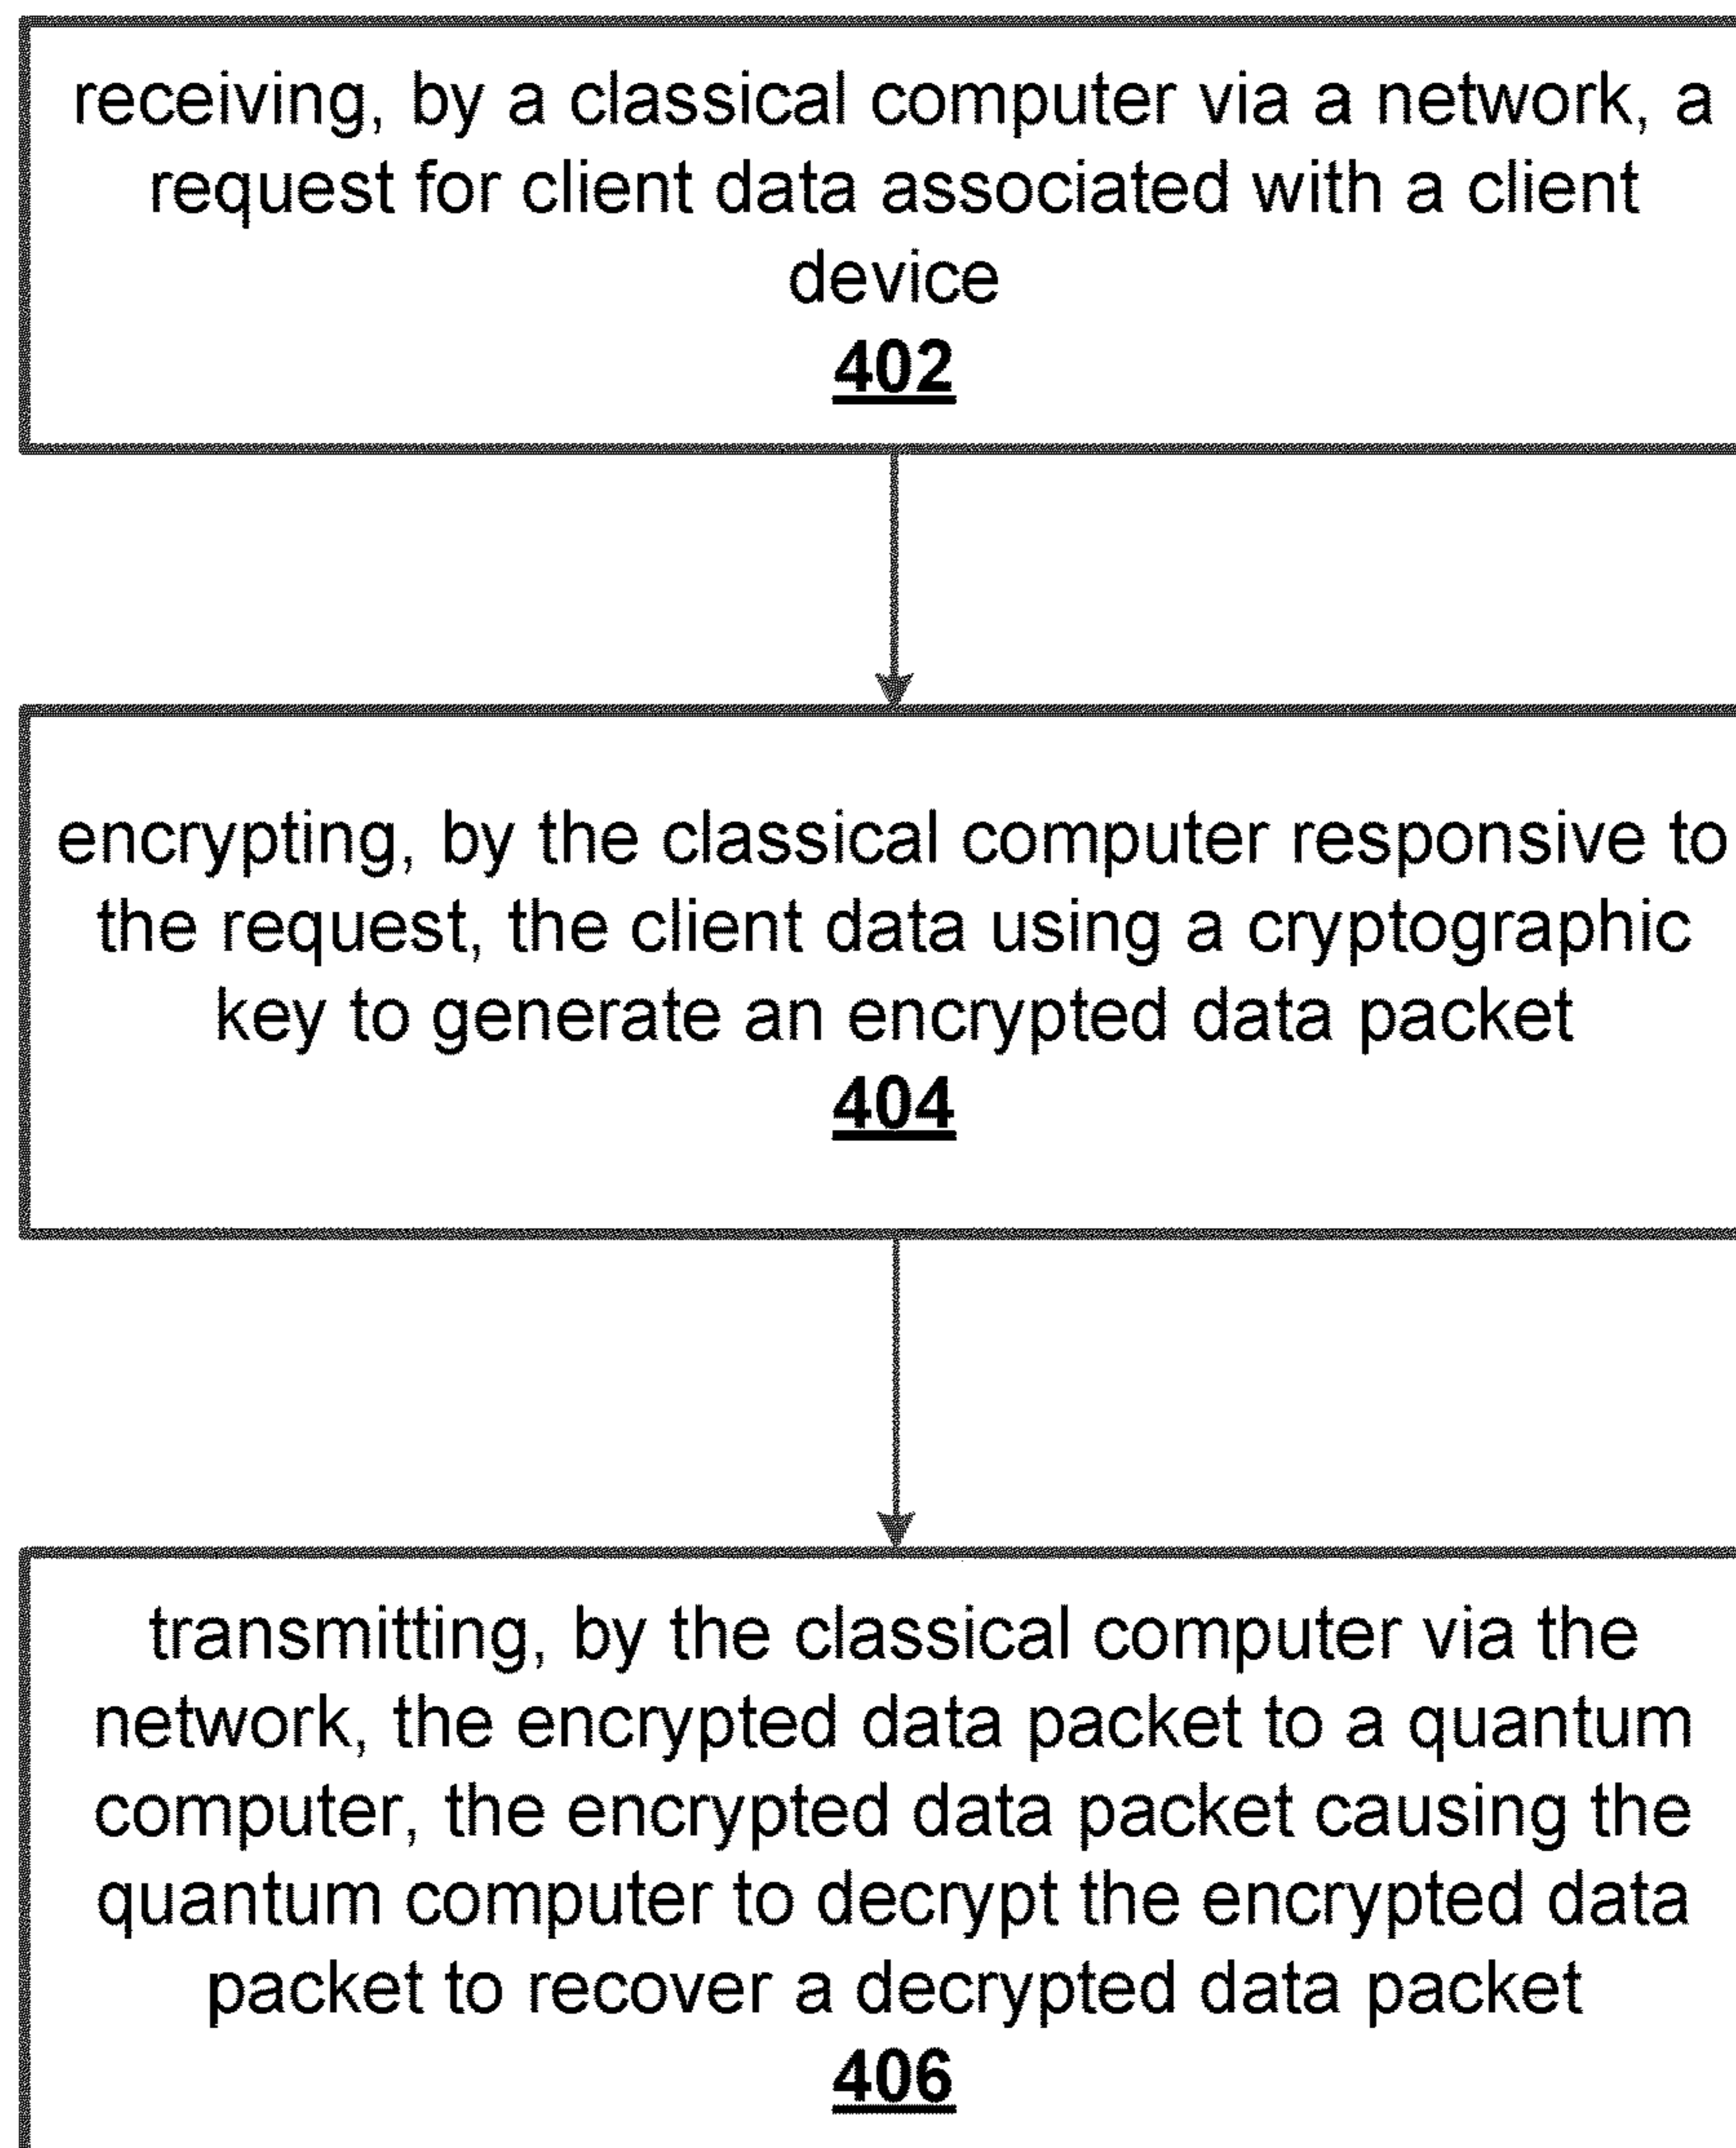 receiving, by a classical computer via a network, a
request for client data associated with a client
device
402
encrypting, by the classical computer responsive to
the request, the client data using a cryptographic
key to generate an encrypted data packet
404
transmitting, by the classical computer via the
network, the encrypted data packet to a quantum
computer, the encrypted data packet causing the
quantum computer to decrypt the encrypted data
packet to recover a decrypted data packet
406